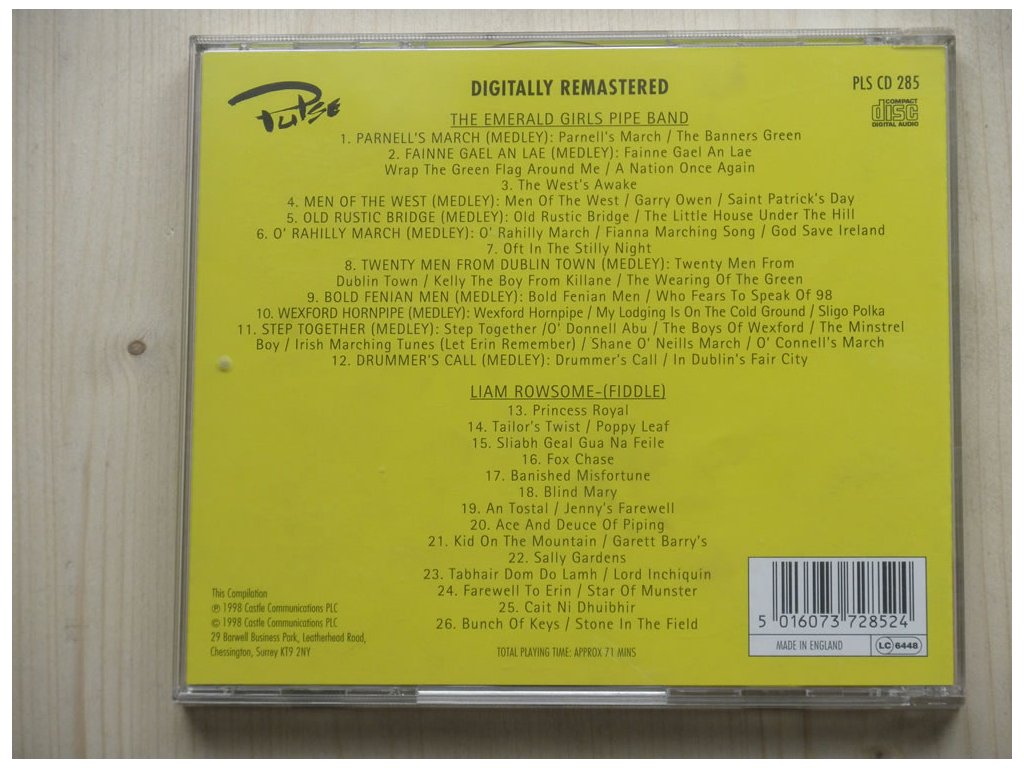 Pulse
DIGITALLY REMASTERED
PLS CD 285
COMPACT
disc
DIGITAL AUDIO
THE EMERALD GIRLS PIPE BAND
1. PARNELL'S MARCH (MEDLEY): Parnell's March / The Banners Green
2. FAINNE GAEL AN LAE (MEDLEY): Fainne Gael An Lae
Wrap The Green Flag Around Me / A Nation Once Again
3. The West's Awake
4. MEN OF THE WEST (MEDLEY): Men Of The West / Garry Owen / Saint Patrick's Day
5. OLD RUSTIC BRIDGE (MEDLEY): Old Rustic Bridge / The Little House Under The Hill
6. O' RAHILLY MARCH (MEDLEY): O' Rahilly March / Fianna Marching Song / God Save Ireland
7. Oft In The Stilly Night
8. TWENTY MEN FROM DUBLIN TOWN (MEDLEY): Twenty Men From
Dublin Town / Kelly The Boy From Killane / The Wearing Of The Green
9. BOLD FENIAN MEN (MEDLEY): Bold Fenian Men / Who Fears To Speak Of 98
10. WEXFORD HORNPIPE (MEDLEY): Wexford Hornpipe / My Lodging Is On The Cold Ground / Sligo Polka
11. STEP TOGETHER (MEDLEY): Step Together /O' Donnell Abu / The Boys Of Wexford / The Minstrel
Boy / Irish Marching Tunes (Let Erin Remember) / Shane O' Neills March / O' Connell's March
12. DRUMMER'S CALL (MEDLEY): Drummer's Call / In Dublin's Fair City
LIAM ROWSOME-(FIDDLE)
13. Princess Royal
14. Tailor's Twist / Poppy Leaf
15. Sliabh Geal Gua Na Feile
16. Fox Chase
17. Banished Misfortune
18. Blind Mary
19. An Tostal / Jenny's Farewell
20. Ace And Deuce Of Piping
21. Kid On The Mountain / Garett Barry's
22. Sally Gardens
23. Tabhair Dom Do Lamh / Lord Inchiquin
24. Farewell To Erin / Star Of Munster
25. Cait Ni Dhuibhir
26. Bunch Of Keys / Stone In The Field
This Compilation
℗ 1998 Castle Communications PLC
© 1998 Castle Communications PLC
29 Barwell Business Park, Leatherhead Road,
Chessington, Surrey KT9 2NY
TOTAL PLAYING TIME: APPROX 71 MINS
5 016073 728524
MADE IN ENGLAND
LC 6448